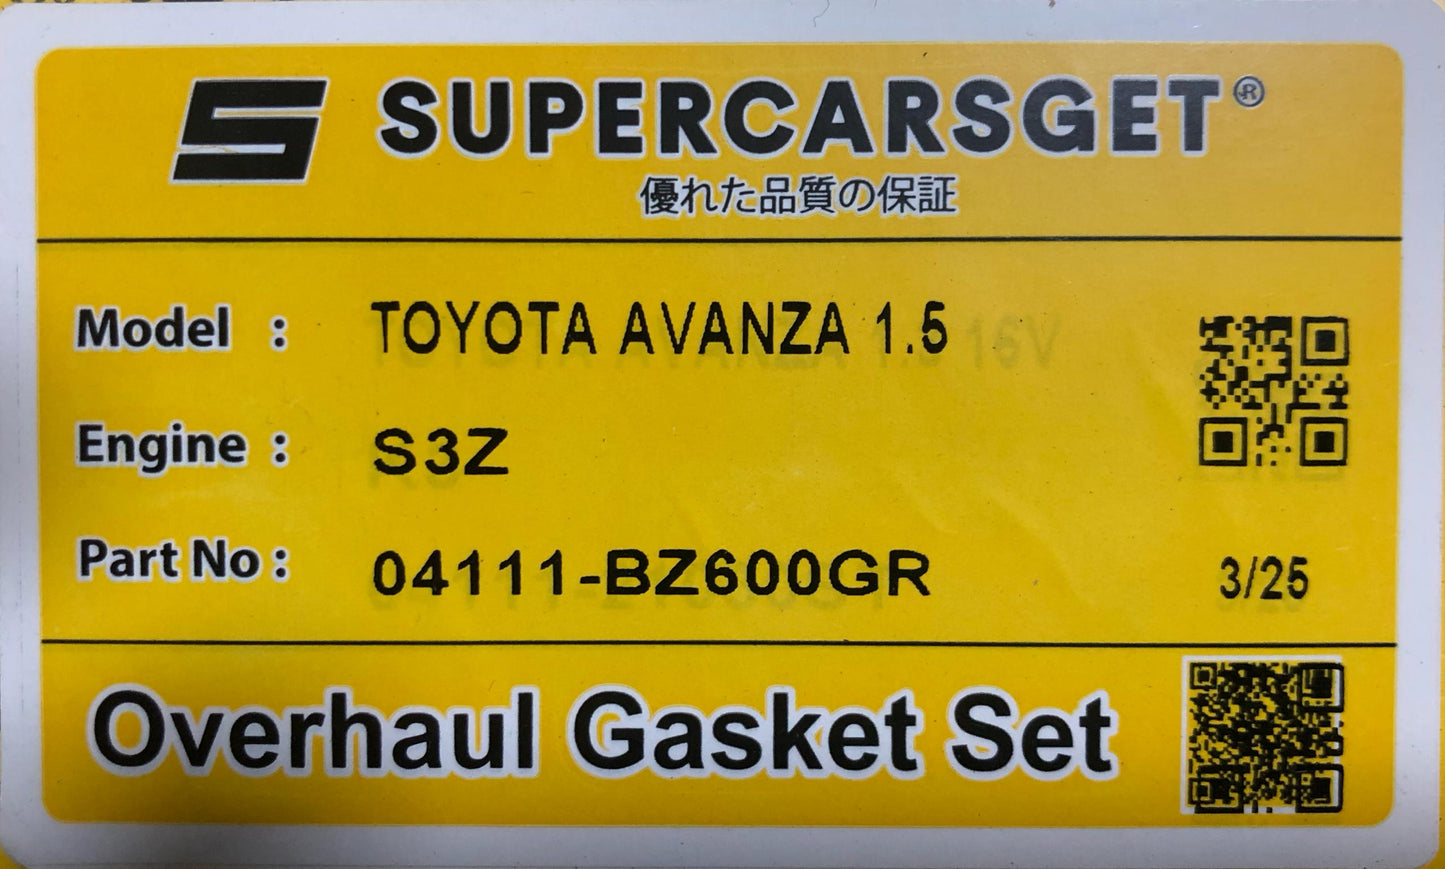 SUPERCARSGET®
優れた品質の保証
Model : TOYOTA AVANZA 1.5
Engine : S3Z
Part No : 04111-BZ600GR
3/25
Overhaul Gasket Set